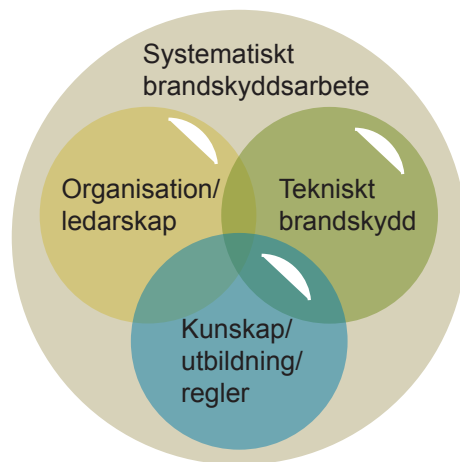 Systematiskt
brandskyddsarbete
Organisation/
ledarskap
Tekniskt
brandskydd
Kunskap/
utbildning/
regler